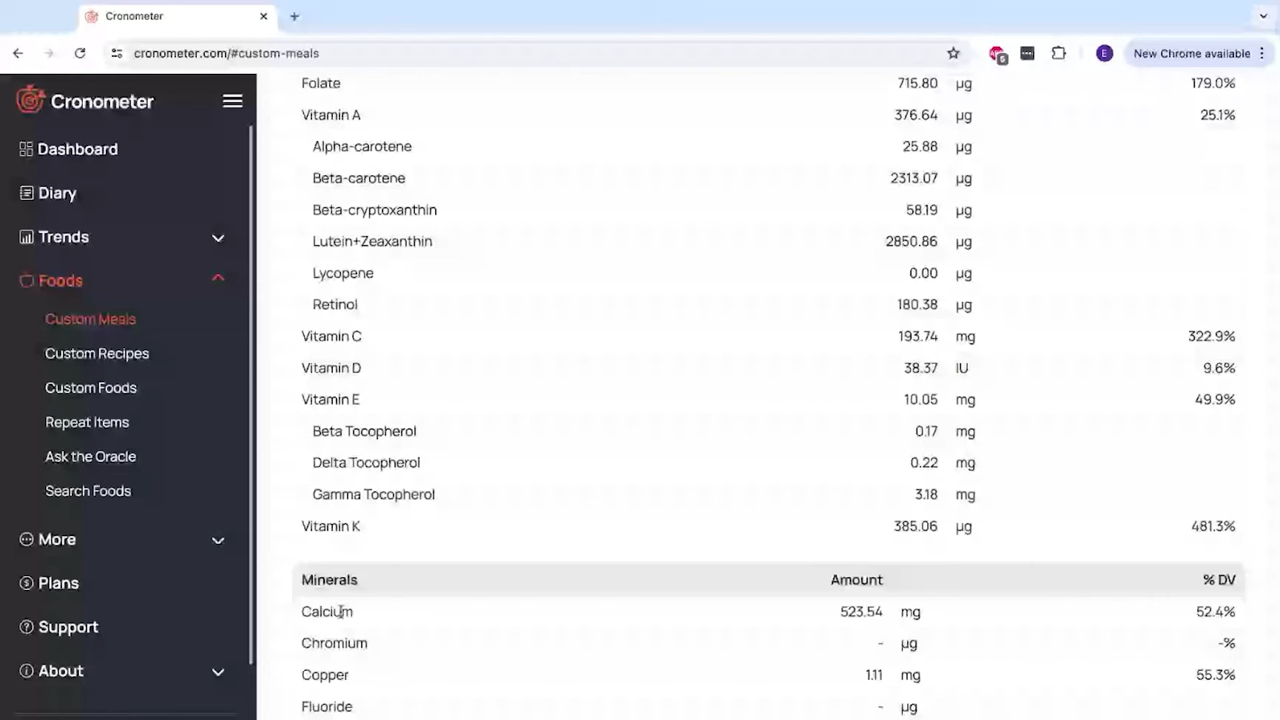 Cronometer
cronometer.com/#custom-meals
6
E
New Chrome available
Cronometer
Dashboard
Diary
Trends
Foods
Custom Meals
Custom Recipes
Custom Foods
Repeat Items
Ask the Oracle
Search Foods
More
Plans
Support
About
Folate 715.80 µg 179.0%
Vitamin A 376.64 µg 25.1%
Alpha-carotene 25.88 µg
Beta-carotene 2313.07 µg
Beta-cryptoxanthin 58.19 µg
Lutein+Zeaxanthin 2850.86 µg
Lycopene 0.00 µg
Retinol 180.38 µg
Vitamin C 193.74 mg 322.9%
Vitamin D 38.37 IU 9.6%
Vitamin E 10.05 mg 49.9%
Beta Tocopherol 0.17 mg
Delta Tocopherol 0.22 mg
Gamma Tocopherol 3.18 mg
Vitamin K 385.06 µg 481.3%
Minerals Amount % DV
Calcium 523.54 mg 52.4%
Chromium - µg -%
Copper 1.11 mg 55.3%
Fluoride - µg